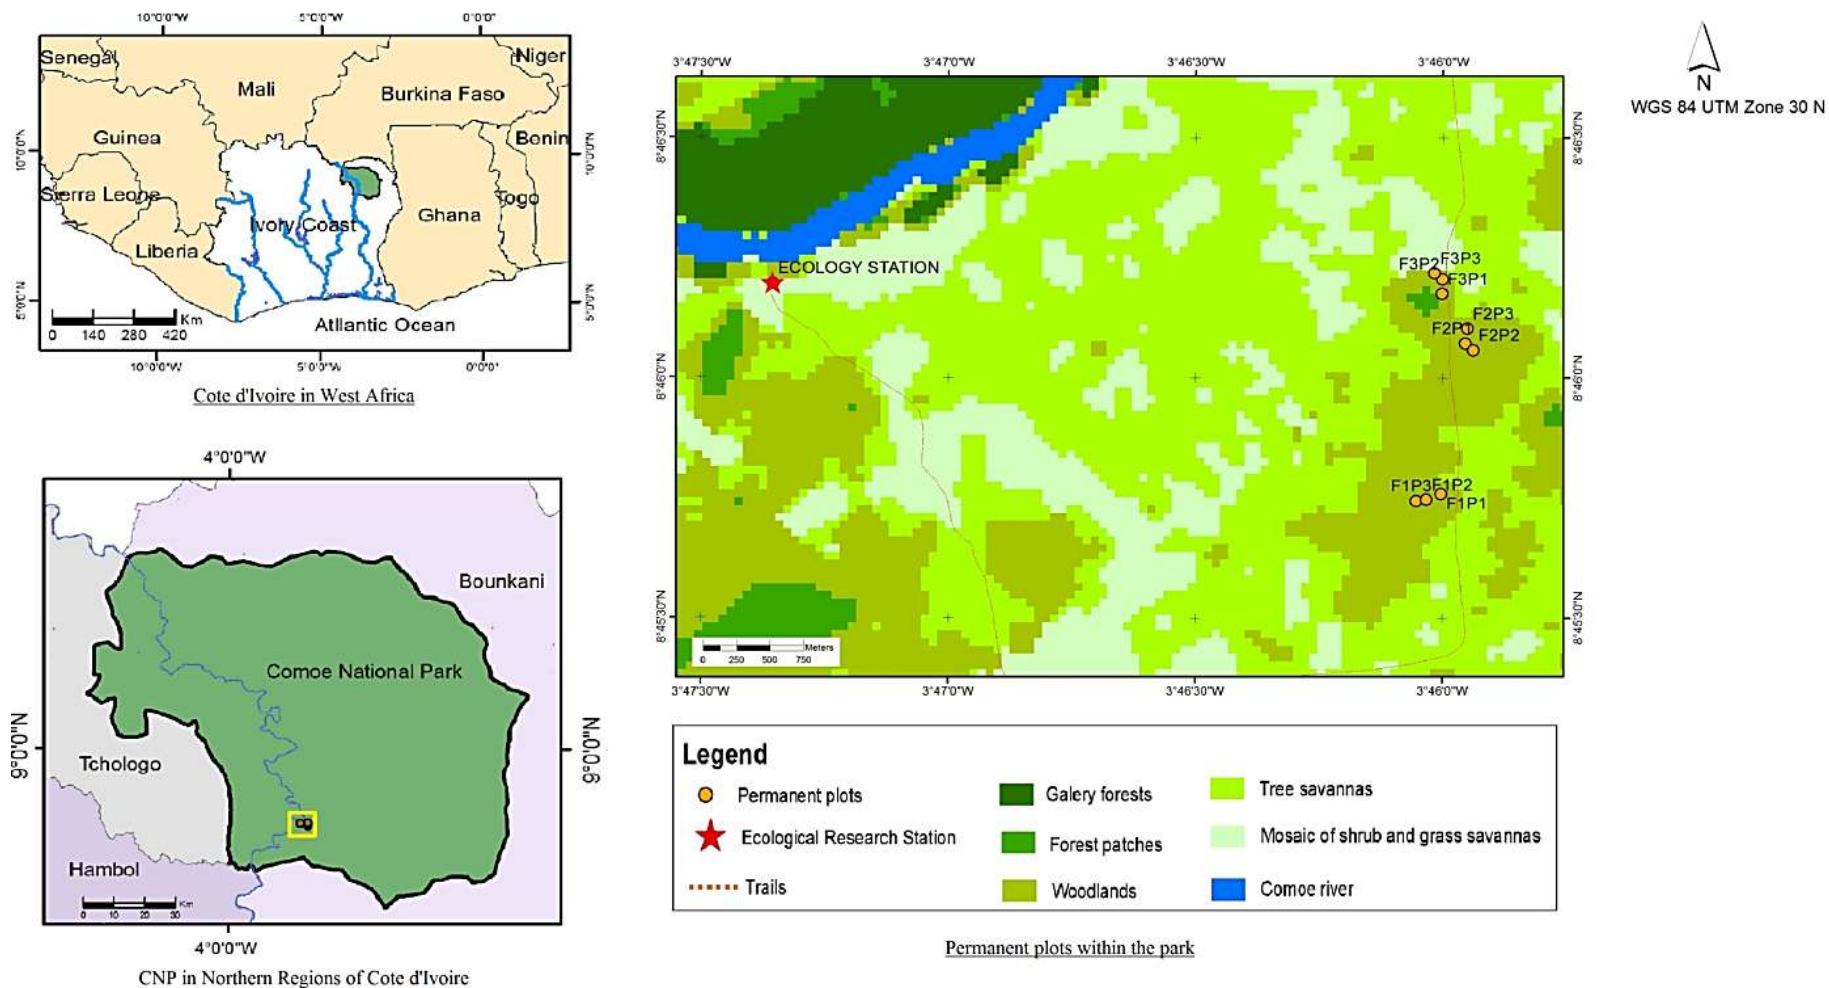 10°0'0"W 5°0'0"W 0°0'0"
Senegal
Niger
Mali
Burkina Faso
Guinea
Benin
10°0'0"N
10°0'0"N
Sierra Leone
Togo
Ghana
Ivory Coast
Liberia
5°0'0"N
5°0'0"N
Km
0 140 280 420
Atllantic Ocean
10°0'0"W 5°0'0"W 0°0'0"
Cote d'Ivoire in West Africa
4°0'0"W
Bounkani
Comoe National Park
9°0'0"N
9°0'0"N
Tchologo
Hambol
Km
0 10 20 30
4°0'0"W
CNP in Northern Regions of Cote d'Ivoire
3°47'30"W 3°47'0"W 3°46'30"W 3°46'0"W
8°46'30"N
8°46'30"N
ECOLOGY STATION
F3P3
F3P2
F3P1
F2P3
F2P1
F2P2
8°46'0"N
8°46'0"N
F1P3
F1P2
F1P1
8°45'30"N
8°45'30"N
Meters
0 250 500 750
3°47'30"W 3°47'0"W 3°46'30"W 3°46'0"W
N
WGS 84 UTM Zone 30 N
Legend
Permanent plots
Ecological Research Station
Trails
Galery forests
Forest patches
Woodlands
Tree savannas
Mosaic of shrub and grass savannas
Comoe river
Permanent plots within the park